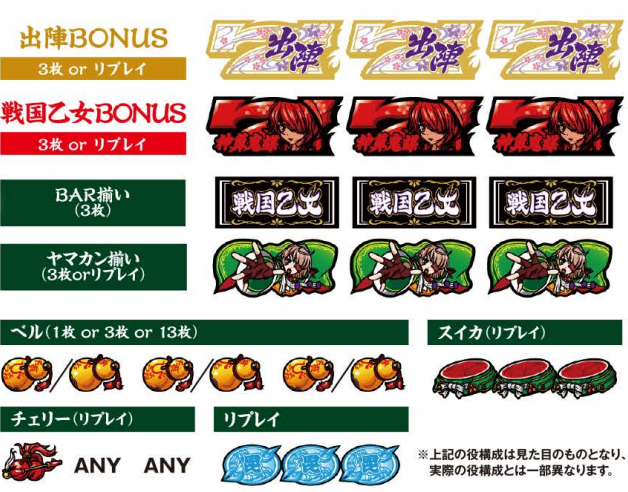 出陣BONUS
3枚 or リプレイ
出陣 出陣 出陣
戦国乙女BONUS
3枚 or リプレイ
BAR揃い
(3枚)
戦国乙女 戦国乙女 戦国乙女
ヤマカン揃い
(3枚orリプレイ)
ベル(1枚 or 3枚 or 13枚)
スイカ(リプレイ)
チェリー(リプレイ)
リプレイ
ANY ANY
※上記の役構成は見た目のものとなり、
実際の役構成とは一部異なります。